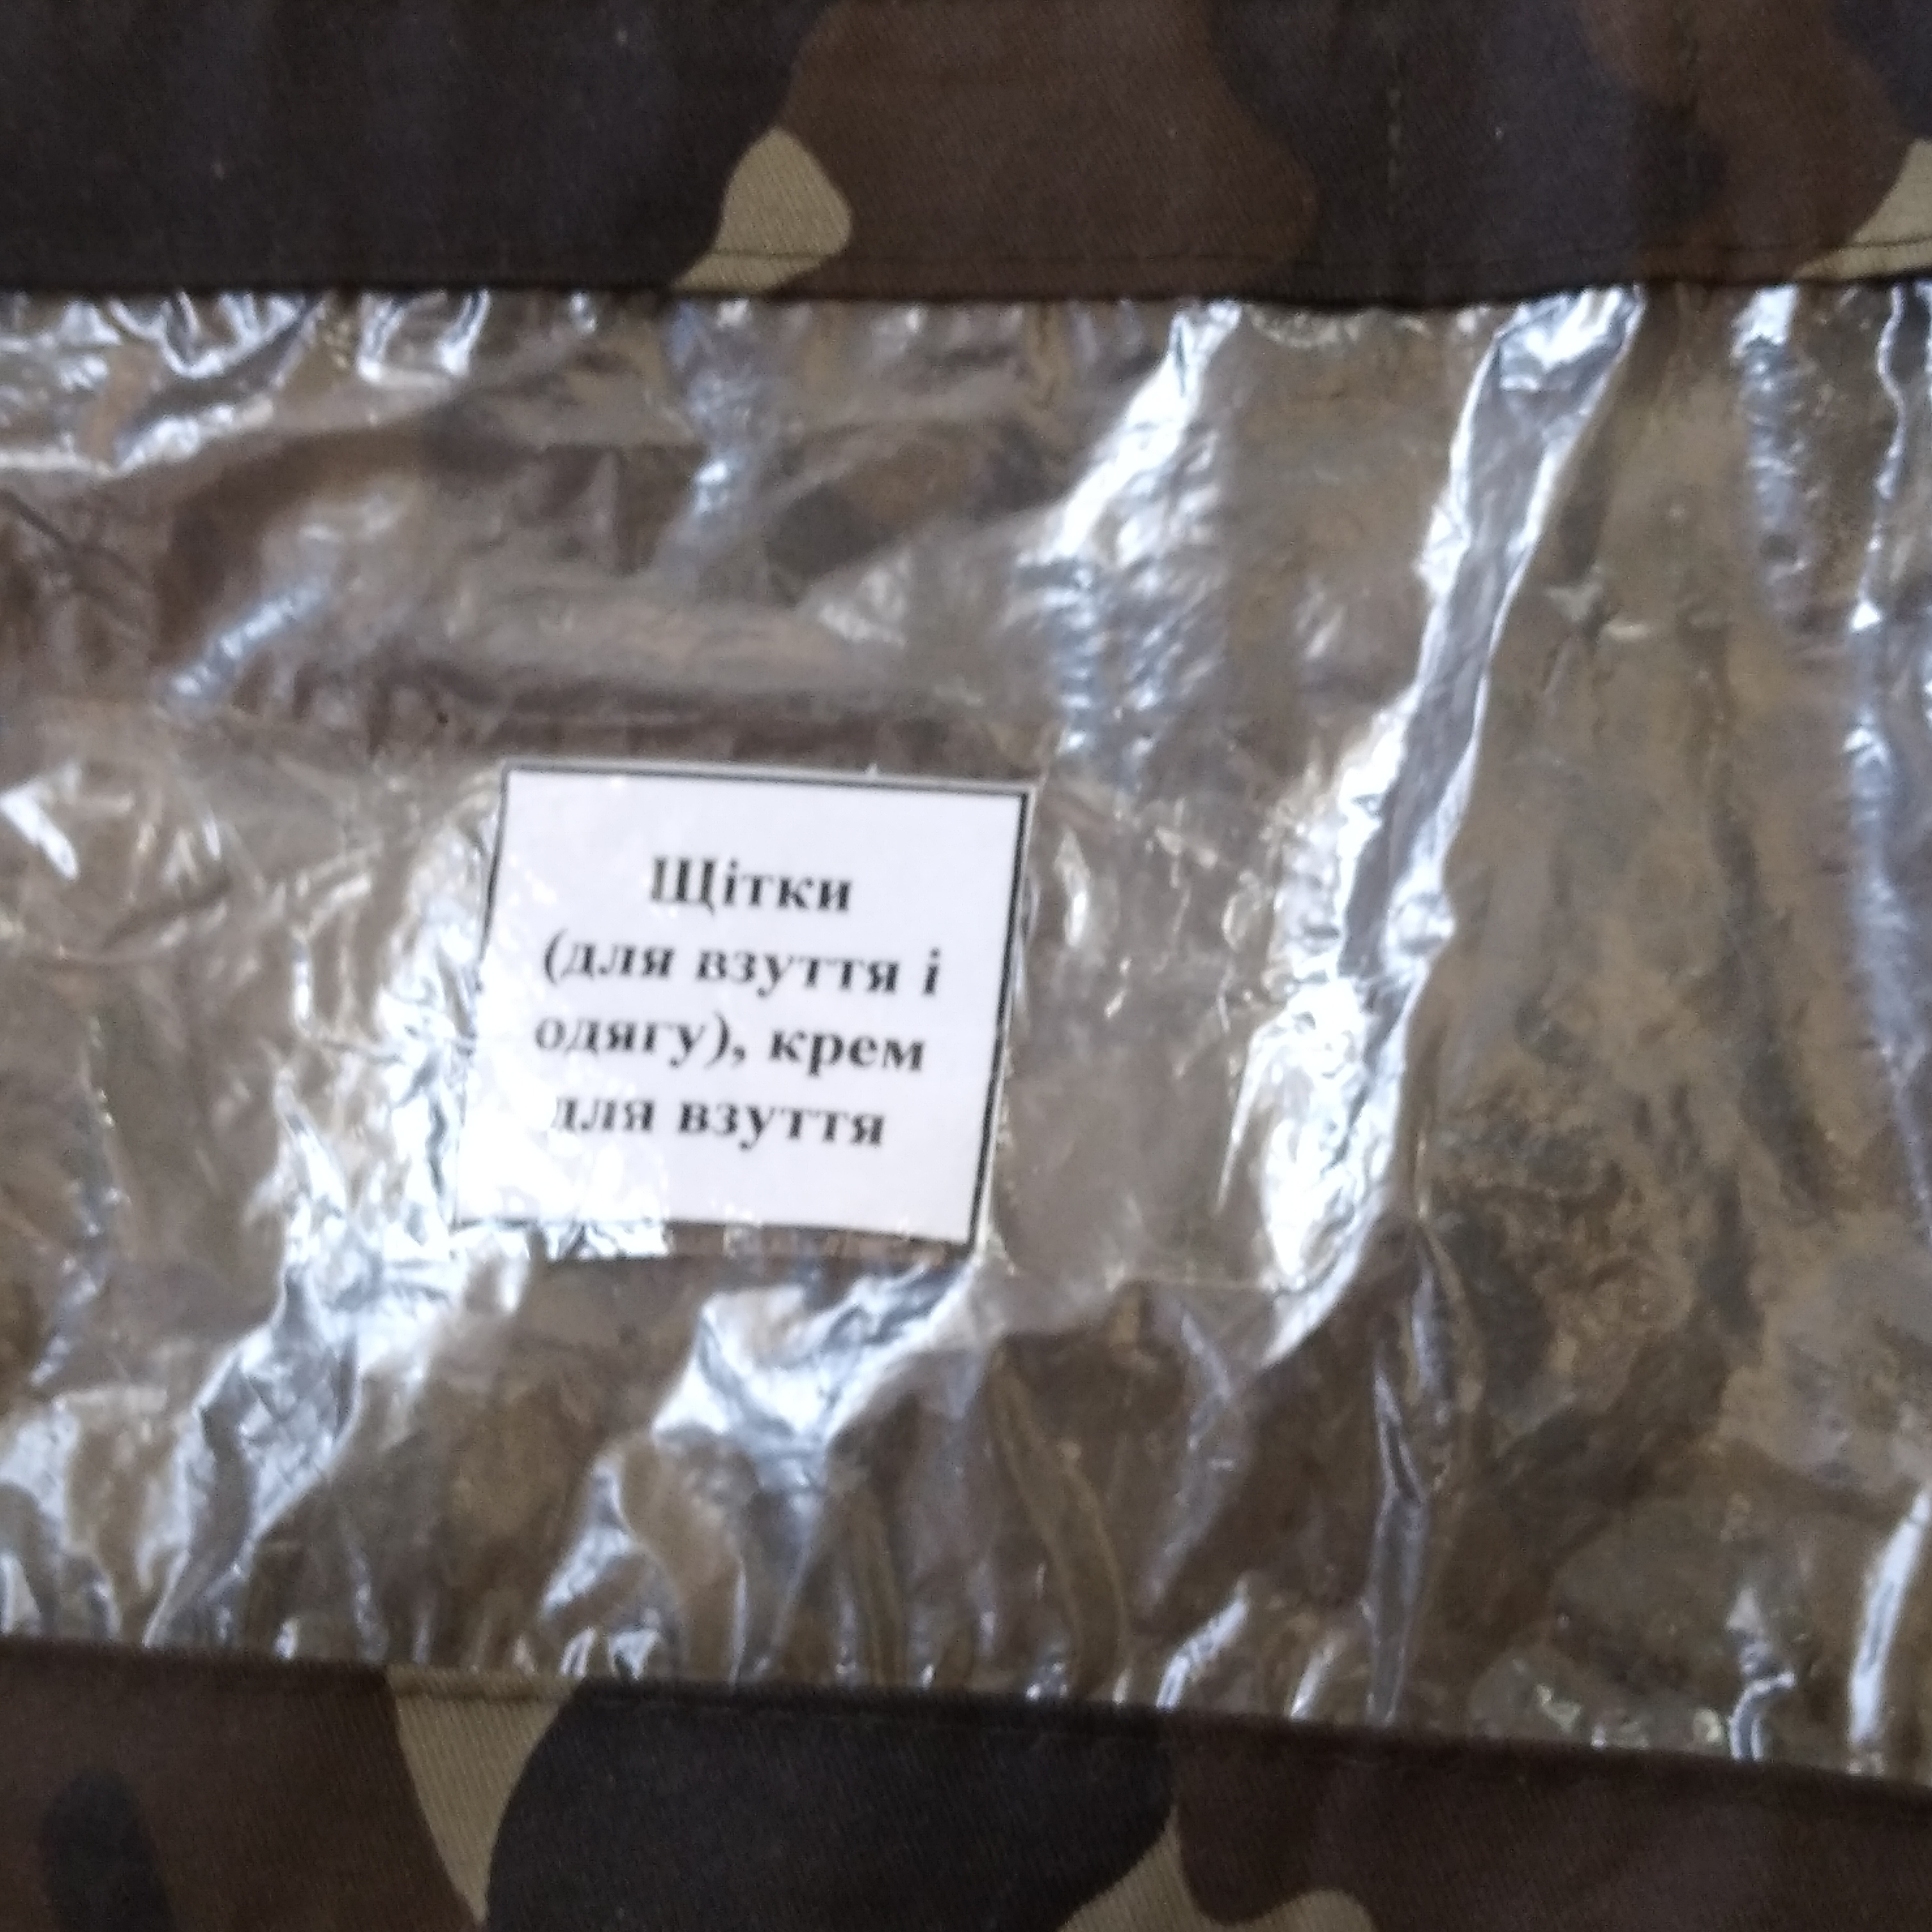 Щітки
(для взуття і
одягу), крем
для взуття